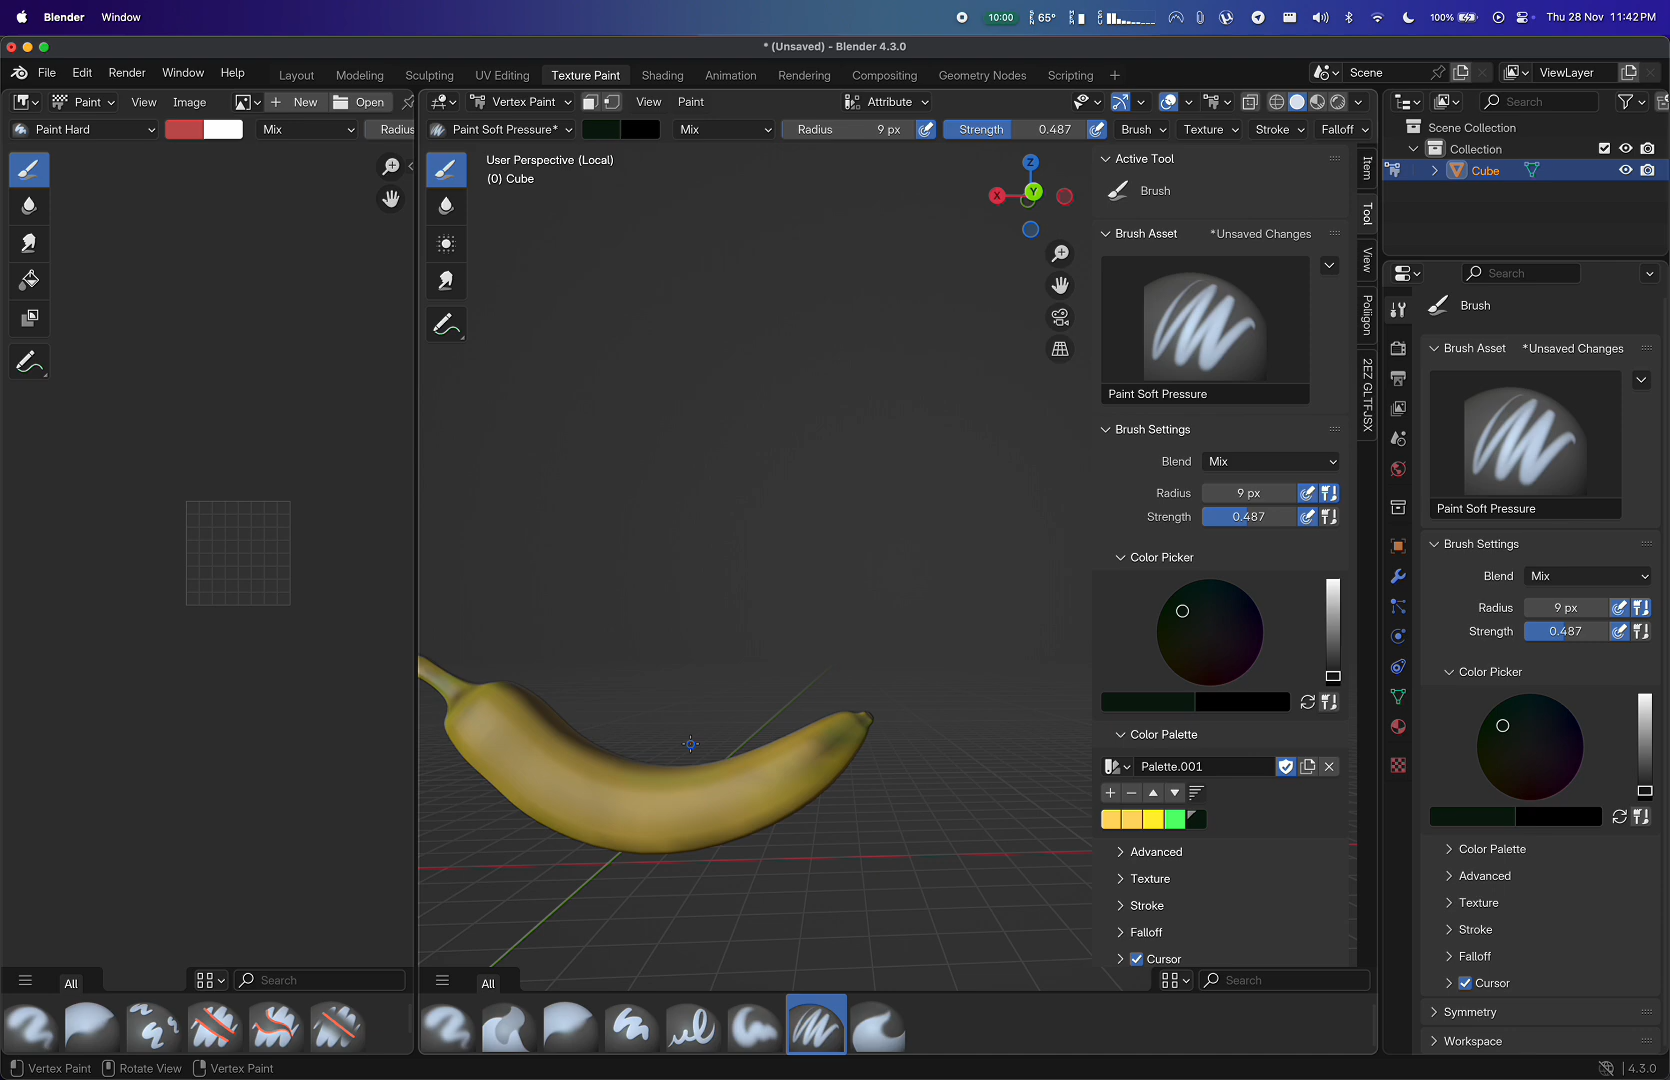 Blender Window 10:00 65° 100% Thu 28 Nov 11:42 PM
* (Unsaved) - Blender 4.3.0
File Edit Render Window Help Layout Modeling Sculpting UV Editing Texture Paint Shading Animation Rendering Compositing Geometry Nodes Scripting + Scene ViewLayer
Paint View Image New Open Vertex Paint View Paint Attribute Search
Paint Hard Mix Radius Paint Soft Pressure* Mix Radius 9 px Strength 0.487 Brush Texture Stroke Falloff
Scene Collection
Collection
Cube
User Perspective (Local)
(0) Cube
X Y Z
Item
Tool
View
Poliigon
2EZ GLTFJSX
Active Tool
Brush
Brush Asset *Unsaved Changes
Paint Soft Pressure
Brush Settings
Blend Mix
Radius 9 px
Strength 0.487
Color Picker
Color Palette
Palette.001
Advanced
Texture
Stroke
Falloff
Cursor
Search
Brush
Brush Asset *Unsaved Changes
Paint Soft Pressure
Brush Settings
Blend Mix
Radius 9 px
Strength 0.487
Color Picker
Color Palette
Advanced
Texture
Stroke
Falloff
Cursor
Symmetry
Workspace
All Search
All Search
Vertex Paint Rotate View Vertex Paint 4.3.0